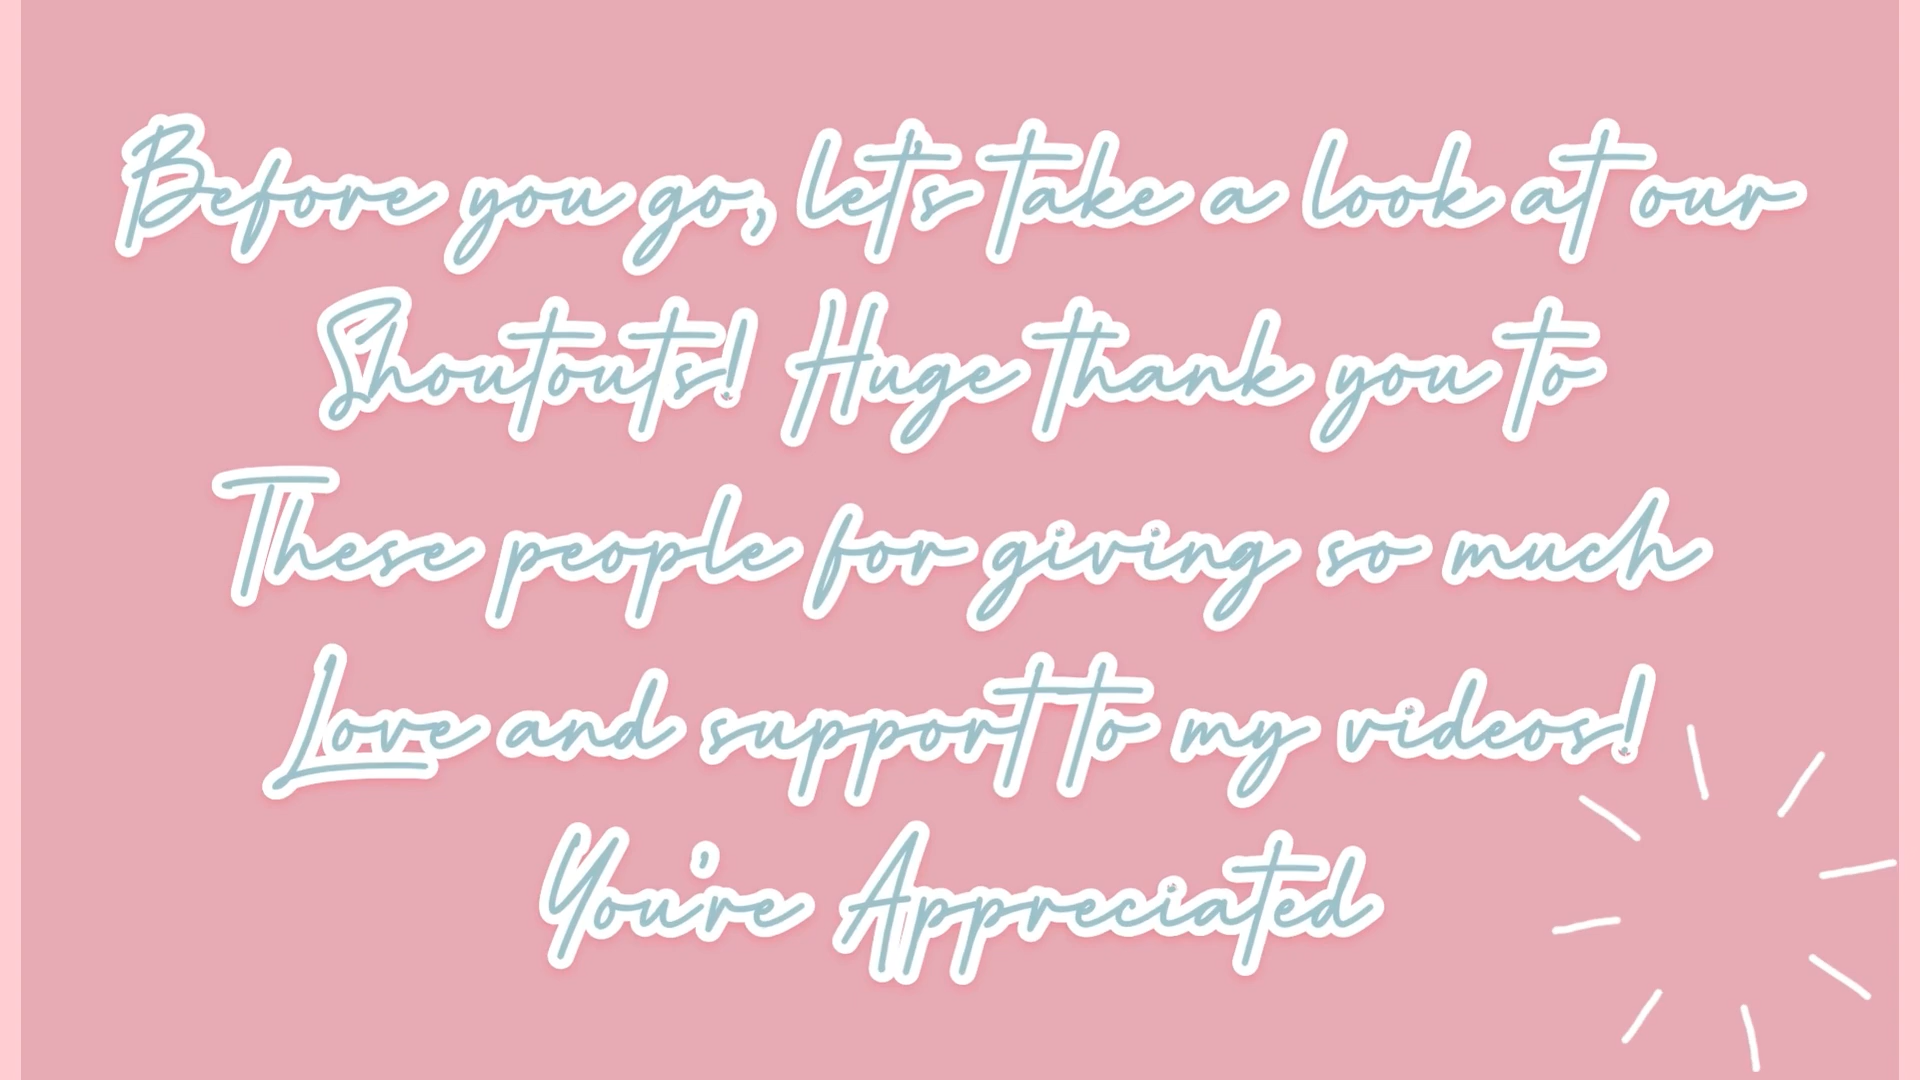 Before you go, let's take a look at our
Shoutouts! Huge thank you to
These people for giving so much
Love and support to my videos!
You're Appreciated